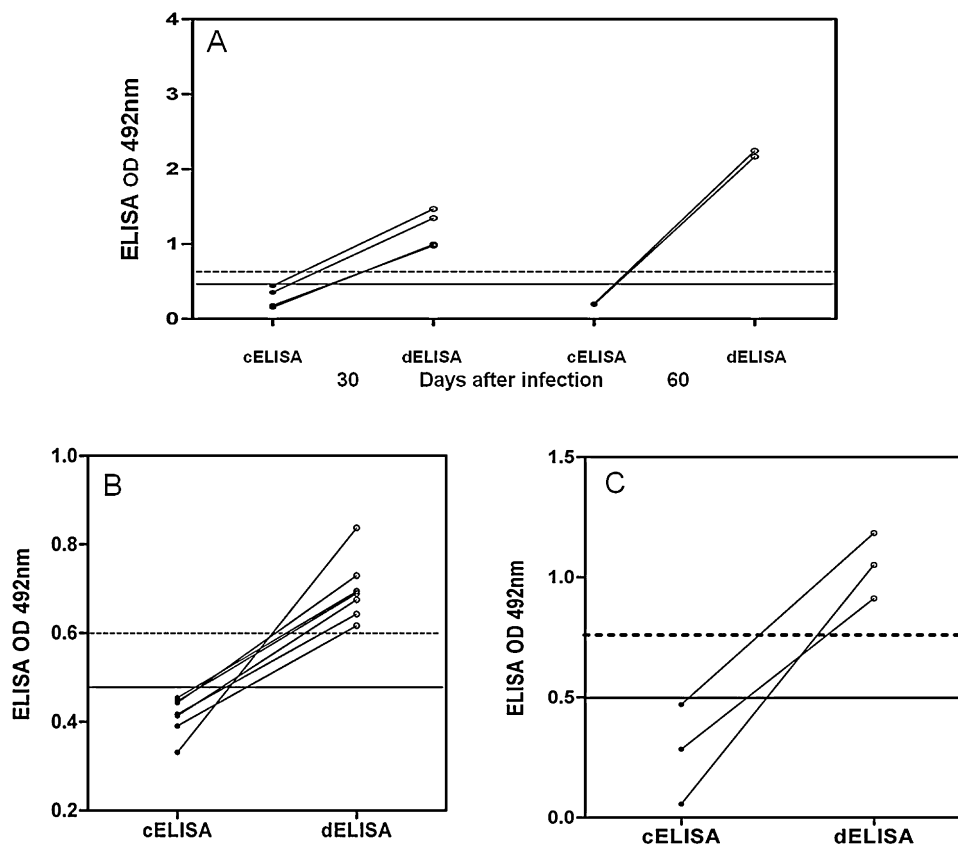 A
ELISA OD 492nm
4
3
2
1
0
cELISA dELISA cELISA dELISA
30 Days after infection 60
B
ELISA OD 492nm
1.0
0.8
0.6
0.4
0.2
cELISA dELISA
C
ELISA OD 492nm
1.5
1.0
0.5
0.0
cELISA dELISA